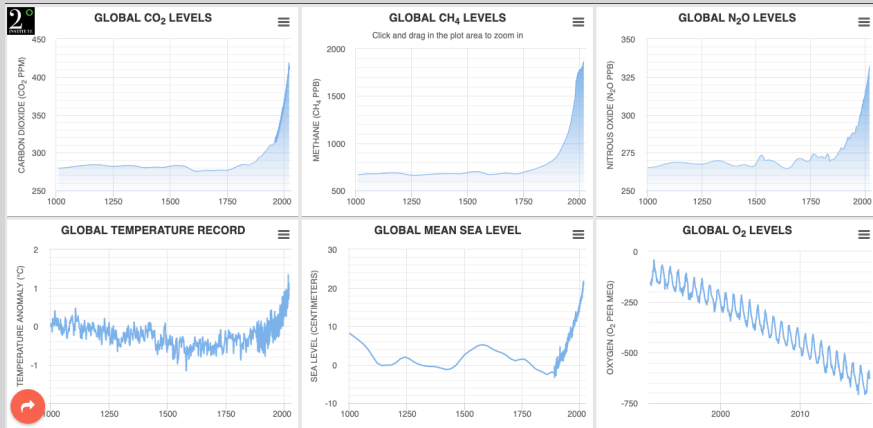 2°
INSTITUTE
GLOBAL CO2 LEVELS
CARBON DIOXIDE (CO2 PPM)
450
400
350
300
250
1000 1250 1500 1750 2000
GLOBAL CH4 LEVELS
Click and drag in the plot area to zoom in
METHANE (CH4 PPB)
2000
1500
1000
500
1000 1250 1500 1750 2000
GLOBAL N2O LEVELS
NITROUS OXIDE (N2O PPB)
350
325
300
275
250
1000 1250 1500 1750 2000
GLOBAL TEMPERATURE RECORD
TEMPERATURE ANOMALY (°C)
2
1
0
-1
1000 1250 1500 1750 2000
GLOBAL MEAN SEA LEVEL
SEA LEVEL (CENTIMETERS)
30
20
10
0
-10
1000 1250 1500 1750 2000
GLOBAL O2 LEVELS
OXYGEN (O2 PER MEG)
0
-250
-500
-750
2000 2010